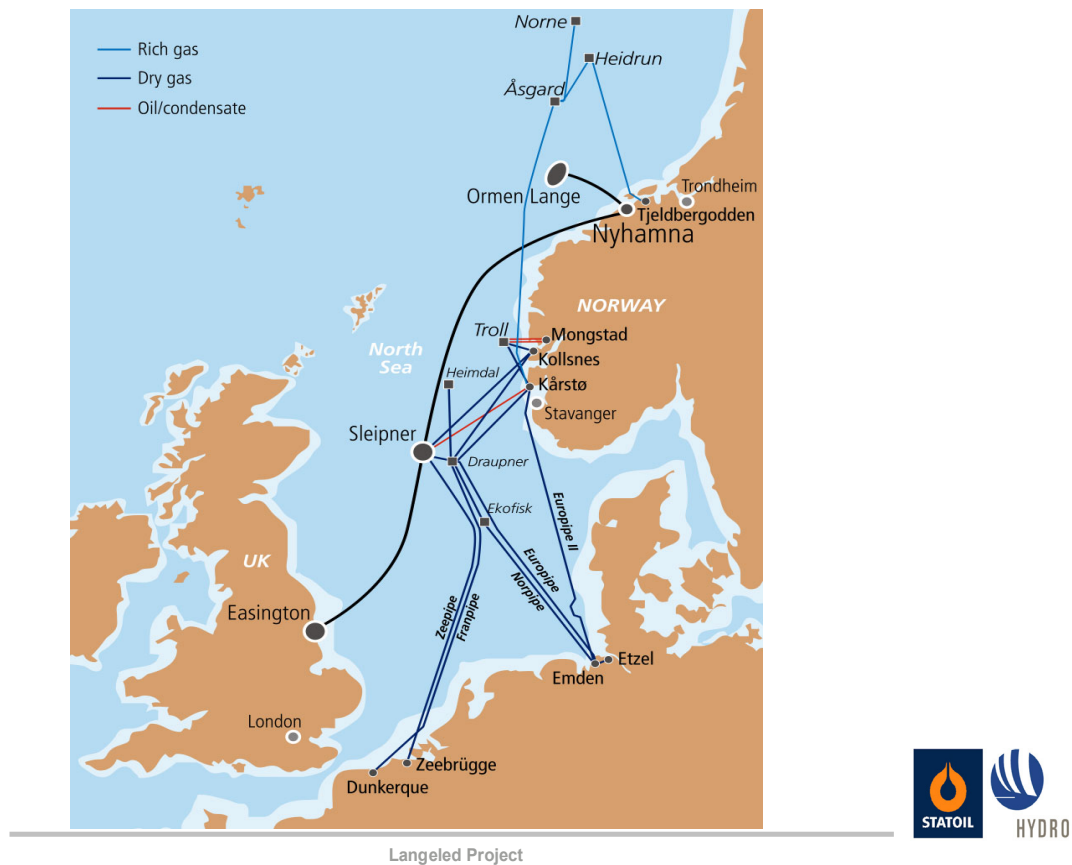 Norne
Rich gas
Heidrun
Dry gas
Åsgard
Oil/condensate
Trondheim
Ormen Lange
Tjeldbergodden
Nyhamna
NORWAY
Troll
Mongstad
North
Sea
Kollsnes
Heimdal
Kårstø
Stavanger
Sleipner
Draupner
Ekofisk
Europipe II
UK
Europipe
Norpipe
Easington
Zeepipe
Franpipe
Etzel
Emden
London
Zeebrügge
Dunkerque
STATOIL
HYDRO
Langeled Project